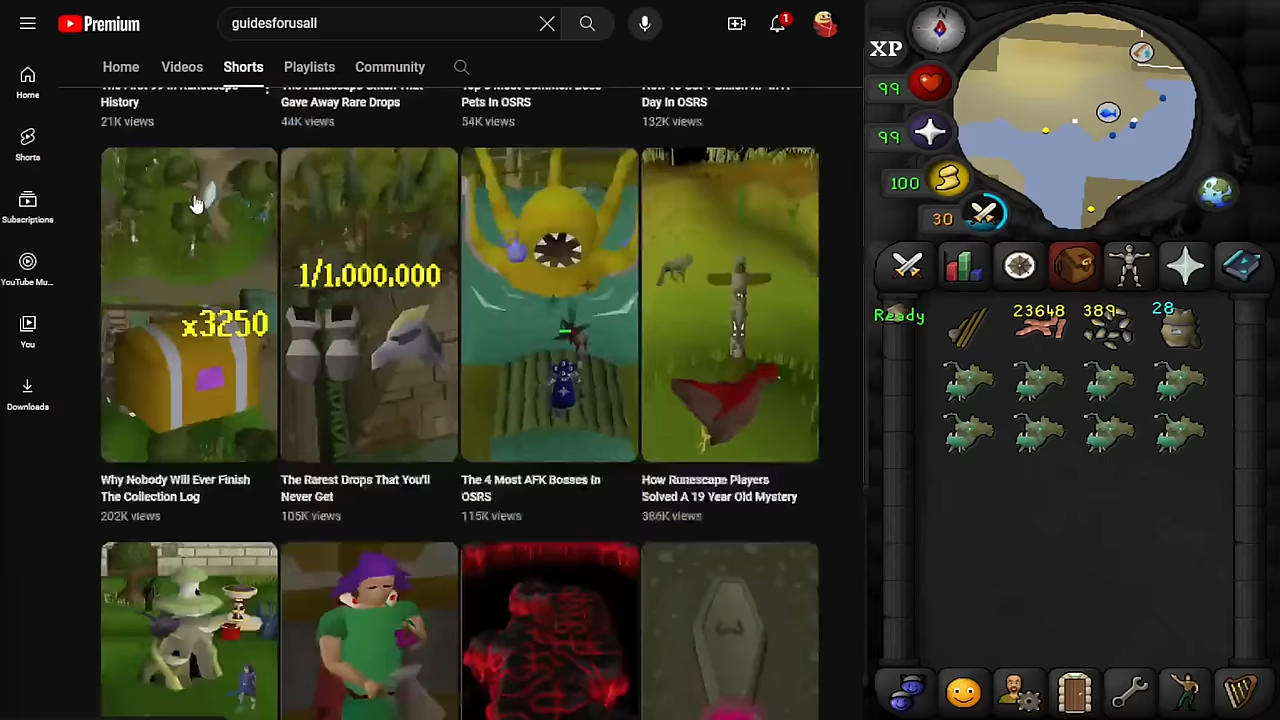 Premium
guidesforusall
1
Home Videos Shorts Playlists Community
Home
Shorts
Subscriptions
YouTube Mu...
You
Downloads
History
21K views
Gave Away Rare Drops
44K views
Pets In OSRS
54K views
Day In OSRS
132K views
x3250
1/1,000,000
Why Nobody Will Ever Finish
The Collection Log
202K views
The Rarest Drops That You'll
Never Get
105K views
The 4 Most AFK Bosses In
OSRS
115K views
How Runescape Players
Solved A 19 Year Old Mystery
386K views
N
XP
99
99
100
30
Ready
23648
389
28